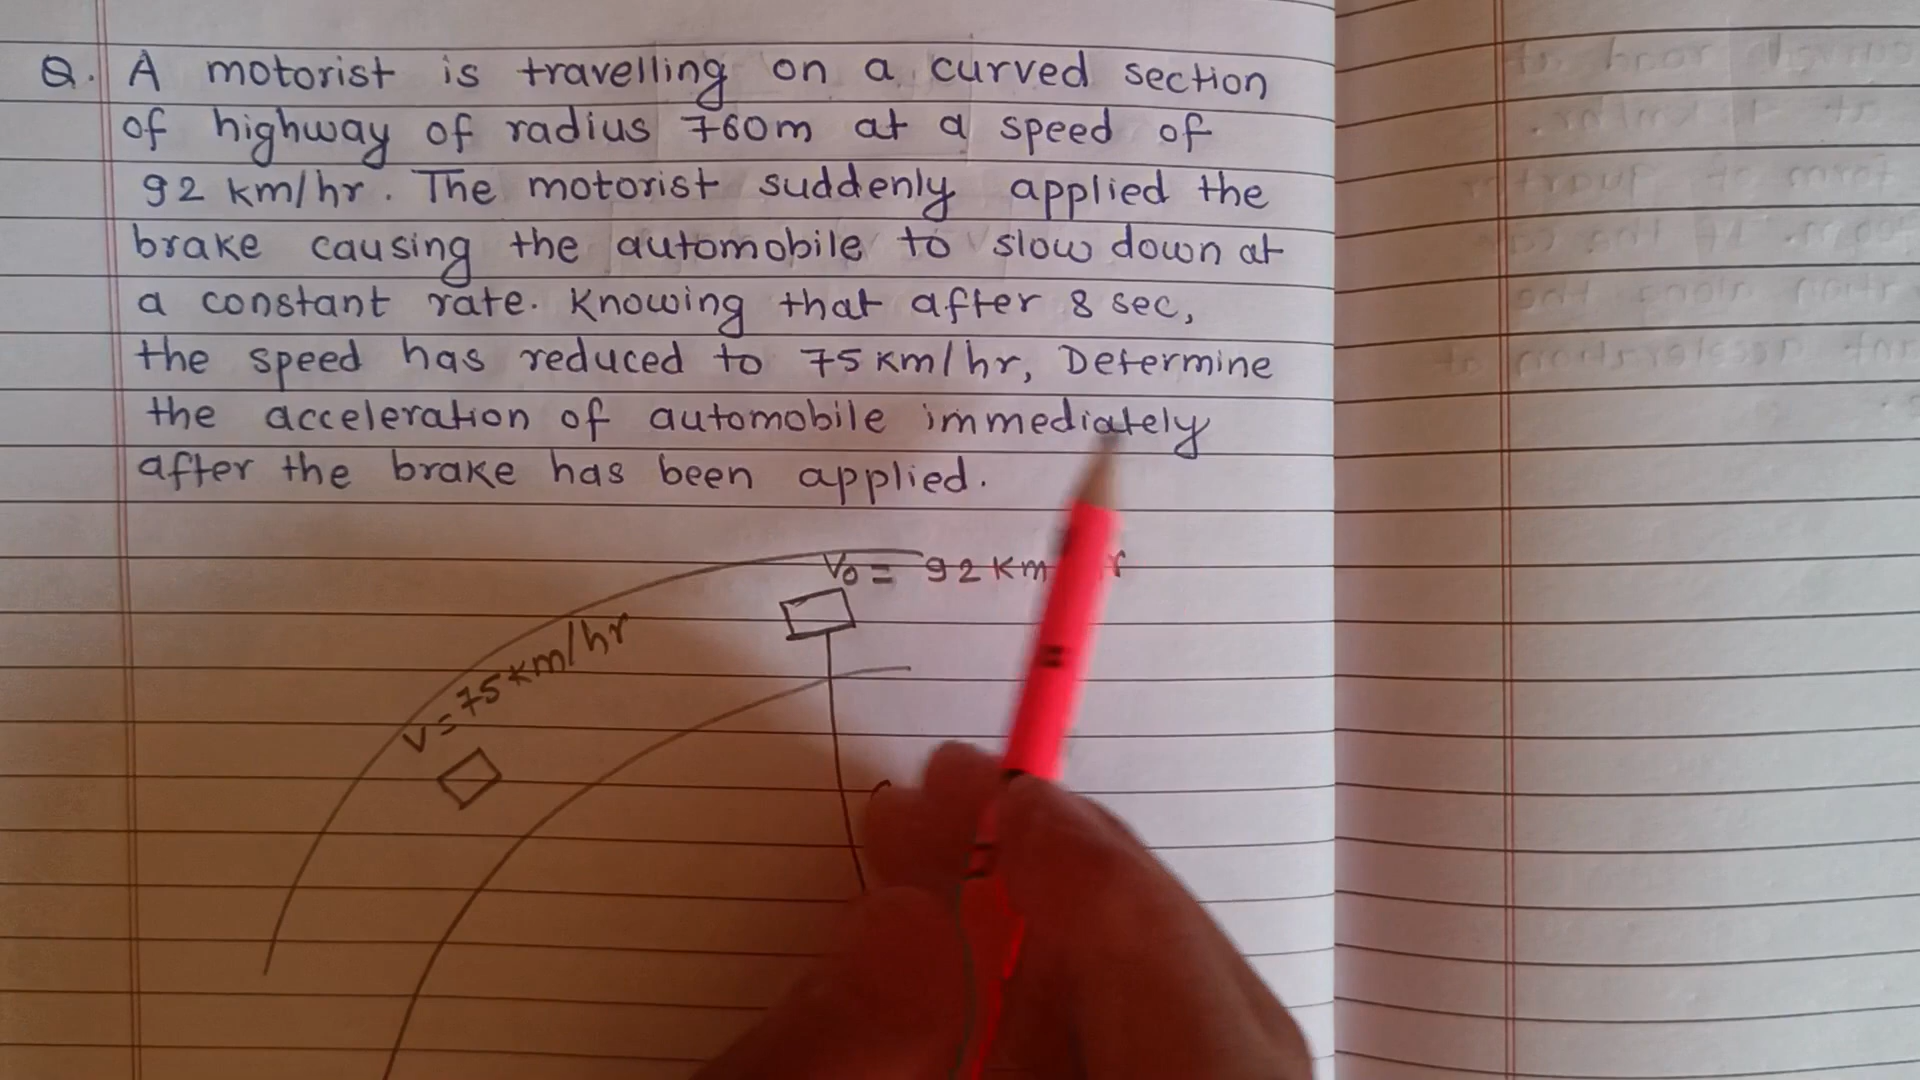 Q. A motorist is travelling on a curved section
of highway of radius 760m at a speed of
92 km/hr. The motorist suddenly applied the
brake causing the automobile to slow down at
a constant rate. Knowing that after 8 sec,
the speed has reduced to 75 km/hr, Determine
the acceleration of automobile immediately
after the brake has been applied.
V₀ = 92 Km
V = 75 km/hr